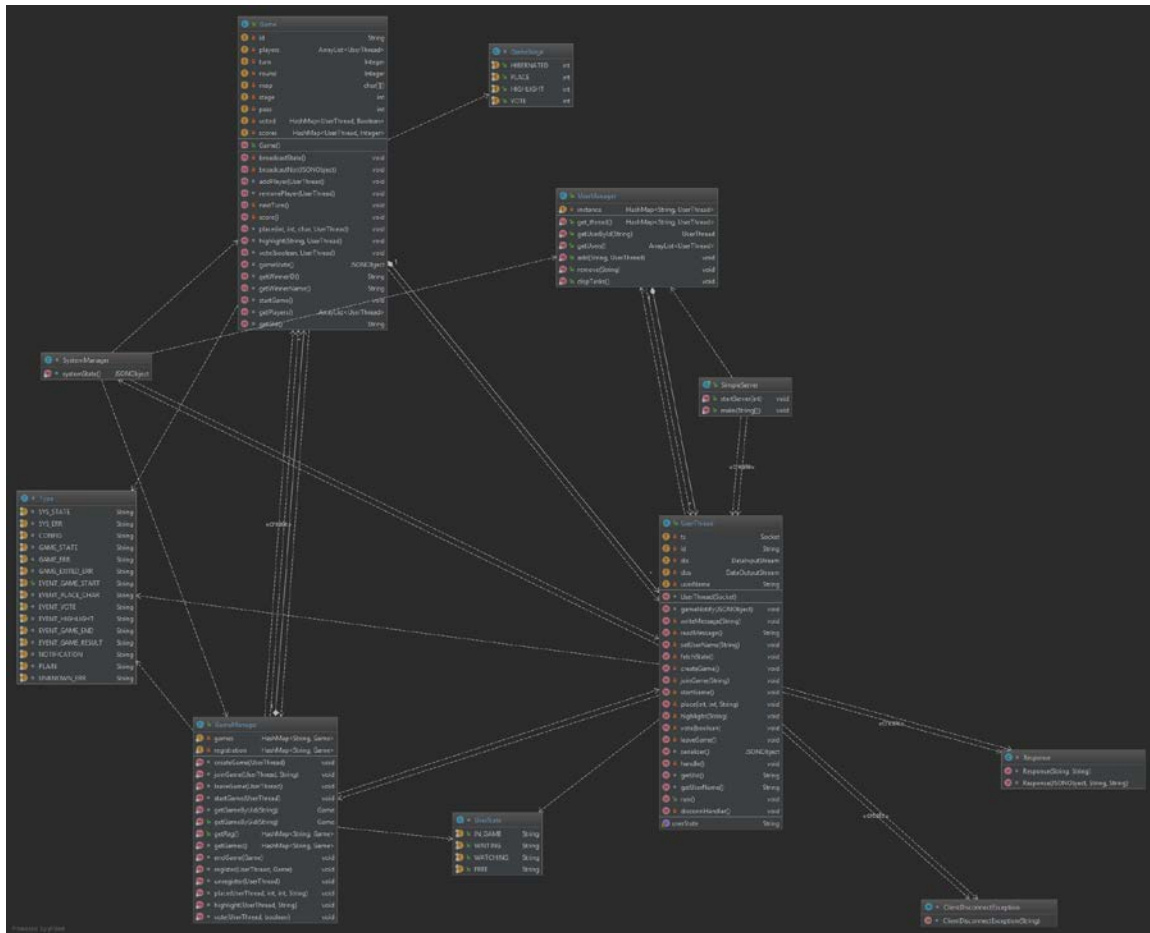 Game
id String
players ArrayList<UserThread>
turn Integer
round Integer
map char[][]
stage int
pass int
voted HashMap<UserThread, Boolean>
scores HashMap<UserThread, Integer>
Game()
broadcastState() void
addPlayer(UserThread) void
removePlayer(UserThread) void
nextTurn() void
score() void
place(int, int, char, UserThread) void
highlight(String, UserThread) void
vote(boolean, UserThread) void
gameState() JSONObject
getWinnerID() String
getWinnerName() String
startGame() void
getPlayers() ArrayList<UserThread>
String
GameStage
HIBERNATED int
PLACE int
HIGHLIGHT int
VOTE int
UserManager
instance HashMap<String, UserThread>
get_thread() HashMap<String, UserThread>
getUserById(String) UserThread
getUsers() ArrayList<UserThread>
add(String, UserThread) void
remove(String) void
void
SystemManager
systemState() JSONObject
SimpleServer
startServer(int) void
main(String[]) void
«create»
Type
SYS_STATE String
SYS_ERR String
CONFIG String
GAME_STATE String
GAME_ERR String
String
EVENT_GAME_START String
EVENT_PLACE_CHAR String
EVENT_VOTE String
EVENT_HIGHLIGHT String
EVENT_GAME_END String
EVENT_GAME_RESULT String
NOTIFICATION String
PLAIN String
UNKNOWN_ERR String
«create»
UserThread
Socket
id String
dis DataInputStream
dos DataOutputStream
userName String
UserThread(Socket)
gameNotify(JSONObject) void
writeMessage(String) void
readMessage() String
setUserName(String) void
fetchState() void
createGame() void
joinGame(String) void
startGame() void
place(int, int, String) void
highlight(String) void
vote(boolean) void
leaveGame() void
JSONObject
handle() void
String
getUserName() String
run() void
void
userState String
GameManager
games HashMap<String, Game>
registration HashMap<String, Game>
createGame(UserThread) void
joinGame(UserThread, String) void
leaveGame(UserThread) void
startGame(UserThread) void
Game
Game
getReg() HashMap<String, Game>
getGames() HashMap<String, Game>
endGame(Game) void
register(UserThread, Game) void
unregister(UserThread) void
place(UserThread, int, int, String) void
highlight(UserThread, String) void
vote(UserThread, boolean) void
UserState
IN_GAME String
WAITING String
WATCHING String
FREE String
«create»
Response
Response(String, String)
Response(JSONObject, String, String)
«create»
ClientDisconnectException
ClientDisconnectException(String)
Powered by yFiles